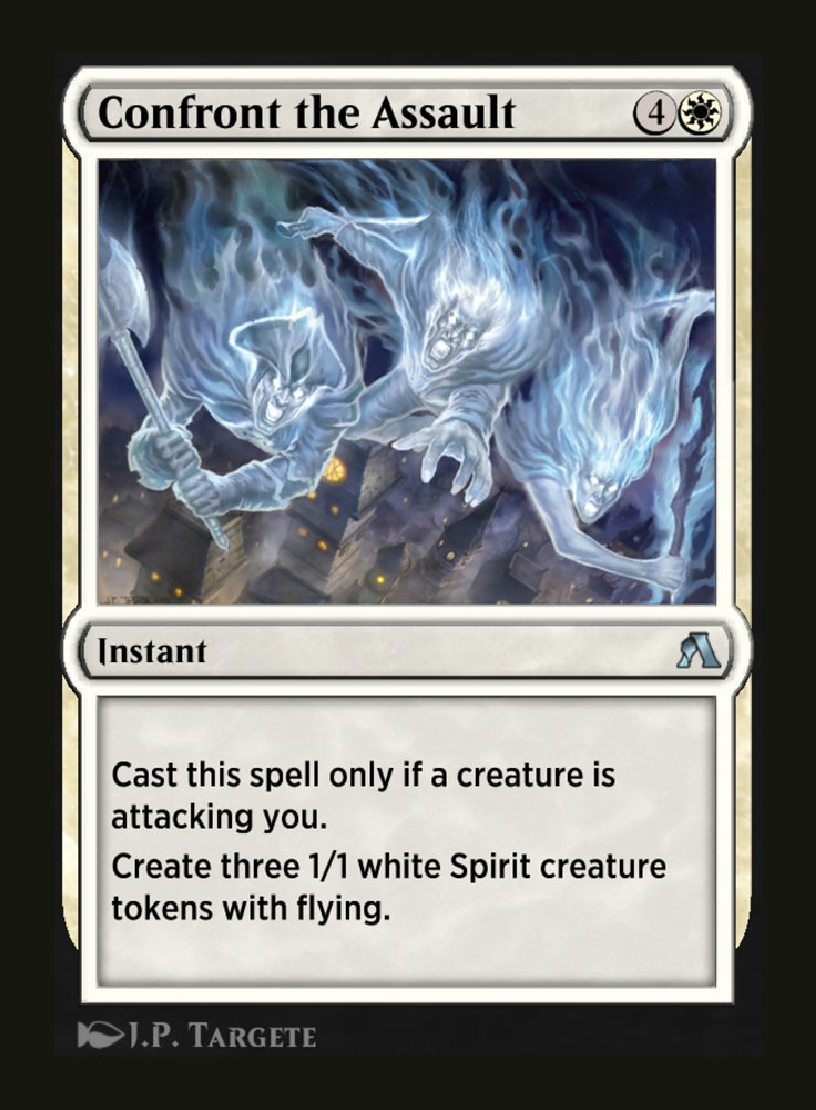 Confront the Assault 4
Instant
Cast this spell only if a creature is
attacking you.
Create three 1/1 white Spirit creature
tokens with flying.
J.P. Targete